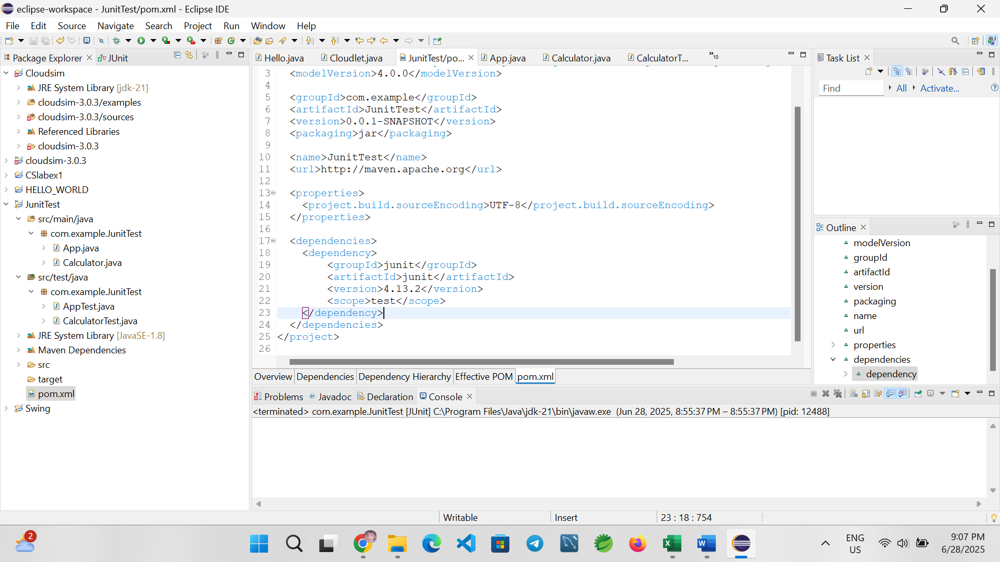 eclipse-workspace - JunitTest/pom.xml - Eclipse IDE
File Edit Source Navigate Search Project Run Window Help
Package Explorer
JUnit
Cloudsim
JRE System Library [jdk-21]
cloudsim-3.0.3/examples
cloudsim-3.0.3/sources
Referenced Libraries
cloudsim-3.0.3
cloudsim-3.0.3
CSlabex1
HELLO_WORLD
JunitTest
src/main/java
com.example.JunitTest
App.java
Calculator.java
src/test/java
com.example.JunitTest
AppTest.java
CalculatorTest.java
JRE System Library [JavaSE-1.8]
Maven Dependencies
src
target
pom.xml
Swing
Hello.java Cloudlet.java JunitTest/po... App.java Calculator.java CalculatorT... »10
3 <modelVersion>4.0.0</modelVersion>
4
5 <groupId>com.example</groupId>
6 <artifactId>JunitTest</artifactId>
7 <version>0.0.1-SNAPSHOT</version>
8 <packaging>jar</packaging>
9
10 <name>JunitTest</name>
11 <url>http://maven.apache.org</url>
12
13 <properties>
14 <project.build.sourceEncoding>UTF-8</project.build.sourceEncoding>
15 </properties>
16
17 <dependencies>
18 <dependency>
19 <groupId>junit</groupId>
20 <artifactId>junit</artifactId>
21 <version>4.13.2</version>
22 <scope>test</scope>
23 </dependency>
24 </dependencies>
25 </project>
26
Overview Dependencies Dependency Hierarchy Effective POM pom.xml
Problems Javadoc Declaration Console
<terminated> com.example.JunitTest [JUnit] C:\Program Files\Java\jdk-21\bin\javaw.exe (Jun 28, 2025, 8:55:37 PM – 8:55:37 PM) [pid: 12488]
Task List
Find All Activate...
Outline
modelVersion
groupId
artifactId
version
packaging
name
url
properties
dependencies
dependency
Writable Insert 23 : 18 : 754
2
ENG
US
9:07 PM
6/28/2025